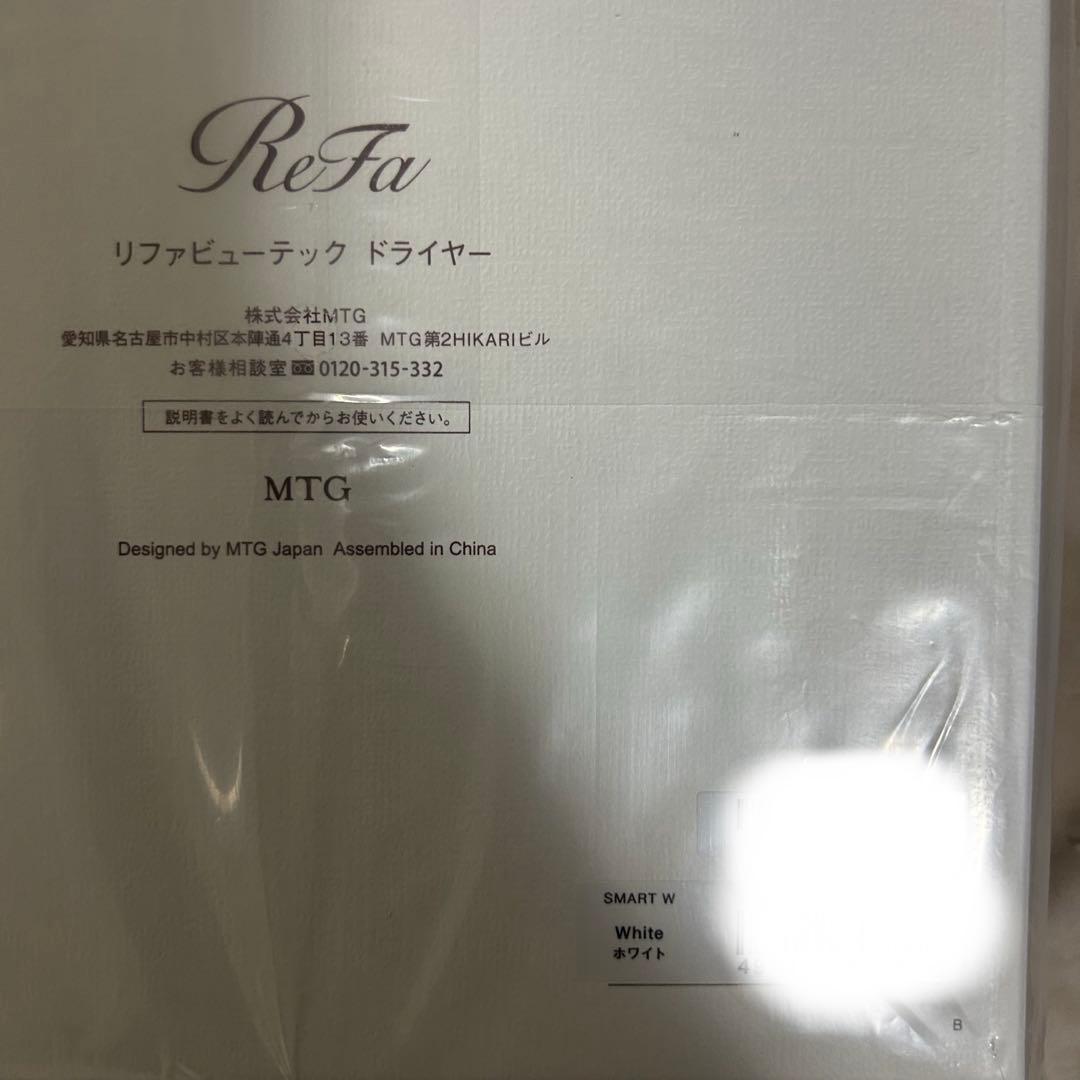 ReFa
リファビューテック ドライヤー
株式会社MTG
愛知県名古屋市中村区本陣通4丁目13番 MTG第2HIKARIビル
お客様相談室 0120-315-332
説明書をよく読んでからお使いください。
MTG
Designed by MTG Japan Assembled in China
SMART W
White
ホワイト
4
B